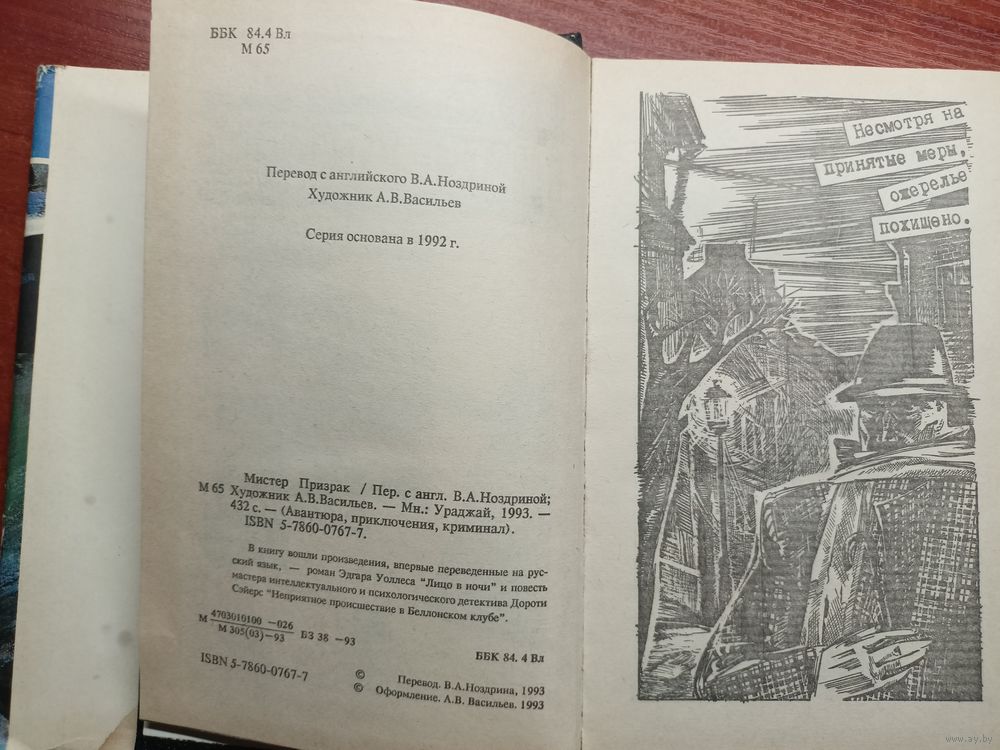 ББК 84.4 Вл
М 65
Перевод с английского В.А.Ноздриной
Художник А.В.Васильев
Серия основана в 1992 г.
Мистер Призрак / Пер. с англ. В.А.Ноздриной;
М 65 Художник А.В.Васильев. — Мн.: Ураджай, 1993. —
432 с. — (Авантюра, приключения, криминал).
ISBN 5-7860-0767-7.
В книгу вошли произведения, впервые переведенные на рус-
ский язык, — роман Эдгара Уоллеса "Лицо в ночи" и повесть
мастера интеллектуального и психологического детектива Дороти
Сэйерс "Неприятное происшествие в Беллонском клубе".
М 4703010100 —026
М 305(03)—93 БЗ 38 —93
ББК 84. 4 Вл
ISBN 5-7860-0767-7
© Перевод. В.А.Ноздрина, 1993
© Оформление. А.В. Васильев. 1993
Несмотря на
принятые меры,
ожерелье
похищено.
www.ay.by